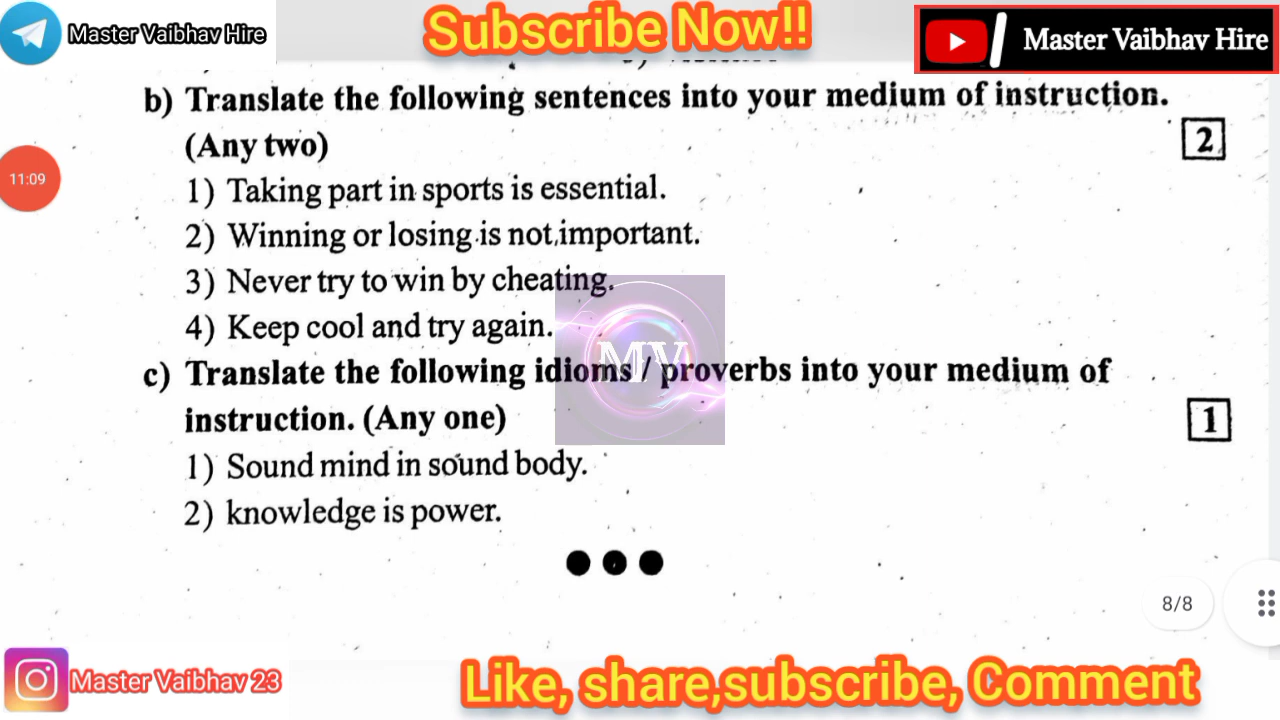 Master Vaibhav Hire
Subscribe Now!!
Master Vaibhav Hire
b) Translate the following sentences into your medium of instruction.
(Any two)
2
11:09
1) Taking part in sports is essential.
2) Winning or losing is not important.
3) Never try to win by cheating.
4) Keep cool and try again.
MV
c) Translate the following idioms / proverbs into your medium of
instruction. (Any one)
1
1) Sound mind in sound body.
2) knowledge is power.
8/8
Master Vaibhav 23
Like, share,subscribe, Comment